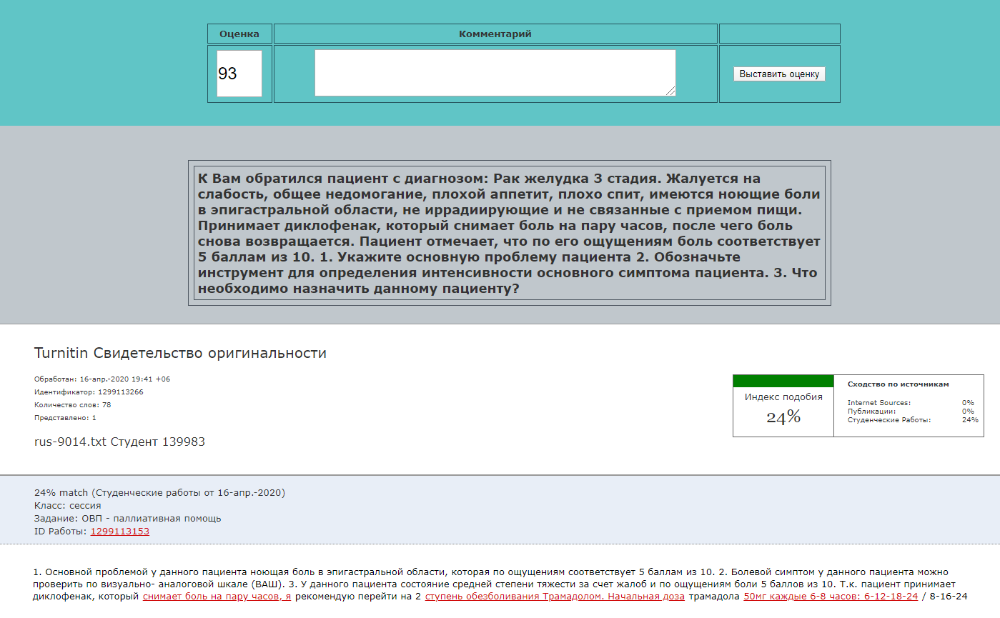 Оценка Комментарий
93
Выставить оценку
К Вам обратился пациент с диагнозом: Рак желудка 3 стадия. Жалуется на
слабость, общее недомогание, плохой аппетит, плохо спит, имеются ноющие боли
в эпигастральной области, не иррадиирующие и не связанные с приемом пищи.
Принимает диклофенак, который снимает боль на пару часов, после чего боль
снова возвращается. Пациент отмечает, что по его ощущениям боль соответствует
5 баллам из 10. 1. Укажите основную проблему пациента 2. Обозначьте
инструмент для определения интенсивности основного симптома пациента. 3. Что
необходимо назначить данному пациенту?
Turnitin Свидетельство оригинальности
Обработан: 16-апр.-2020 19:41 +06
Идентификатор: 1299113266
Количество слов: 78
Представлено: 1
rus-9014.txt Студент 139983
Индекс подобия
24%
Сходство по источникам
Internet Sources: 0%
Публикации: 0%
Студенческие Работы: 24%
24% match (Студенческие работы от 16-апр.-2020)
Класс: сессия
Задание: ОВП - паллиативная помощь
ID Работы: 1299113153
1. Основной проблемой у данного пациента ноющая боль в эпигастральной области, которая по ощущениям соответствует 5 баллам из 10. 2. Болевой симптом у данного пациента можно
проверить по визуально- аналоговой шкале (ВАШ). 3. У данного пациента состояние средней степени тяжести за счет жалоб и по ощущениям боли 5 баллов из 10. Т.к. пациент принимает
диклофенак, который снимает боль на пару часов, я рекомендую перейти на 2 ступень обезболивания Трамадолом. Начальная доза трамадола 50мг каждые 6-8 часов: 6-12-18-24 / 8-16-24